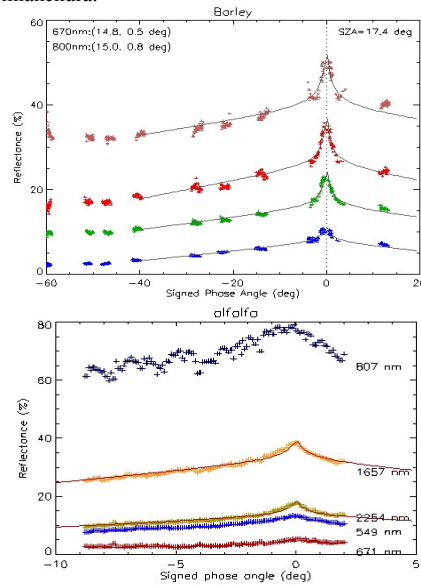 Barley
670nm:(14.8, 0.5 deg)
800nm:(15.0, 0.8 deg)
SZA=17.4 deg
60
40
20
0
Reflectance (%)
-60 -40 -20 0 20
Signed Phase Angle (deg)
alfalfa
80
60
40
20
0
Reflectance (%)
807 nm
1657 nm
2254 nm
549 nm
671 nm
-10 -5 0 5
Signed phase angle (deg)